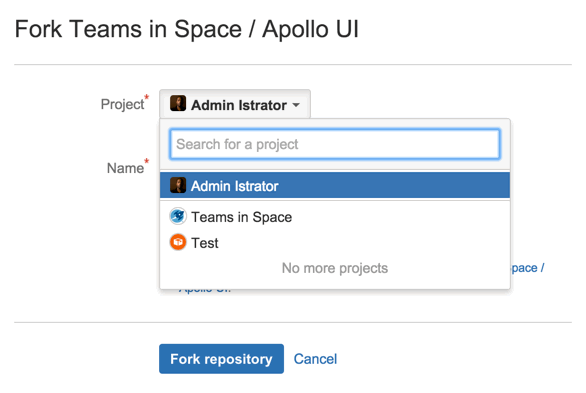 Fork Teams in Space / Apollo UI
Project*
Admin Istrator
Search for a project
Name*
Admin Istrator
Teams in Space
Test
No more projects
pace /
Apollo UI.
Fork repository Cancel